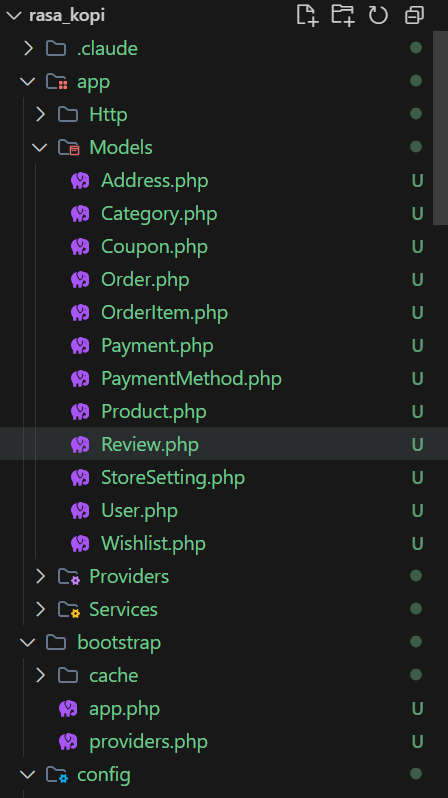 rasa_kopi
.claude
app
Http
Models
Address.php U
Category.php U
Coupon.php U
Order.php U
OrderItem.php U
Payment.php U
PaymentMethod.php U
Product.php U
Review.php U
StoreSetting.php U
User.php U
Wishlist.php U
Providers
Services
bootstrap
cache
app.php U
providers.php U
config